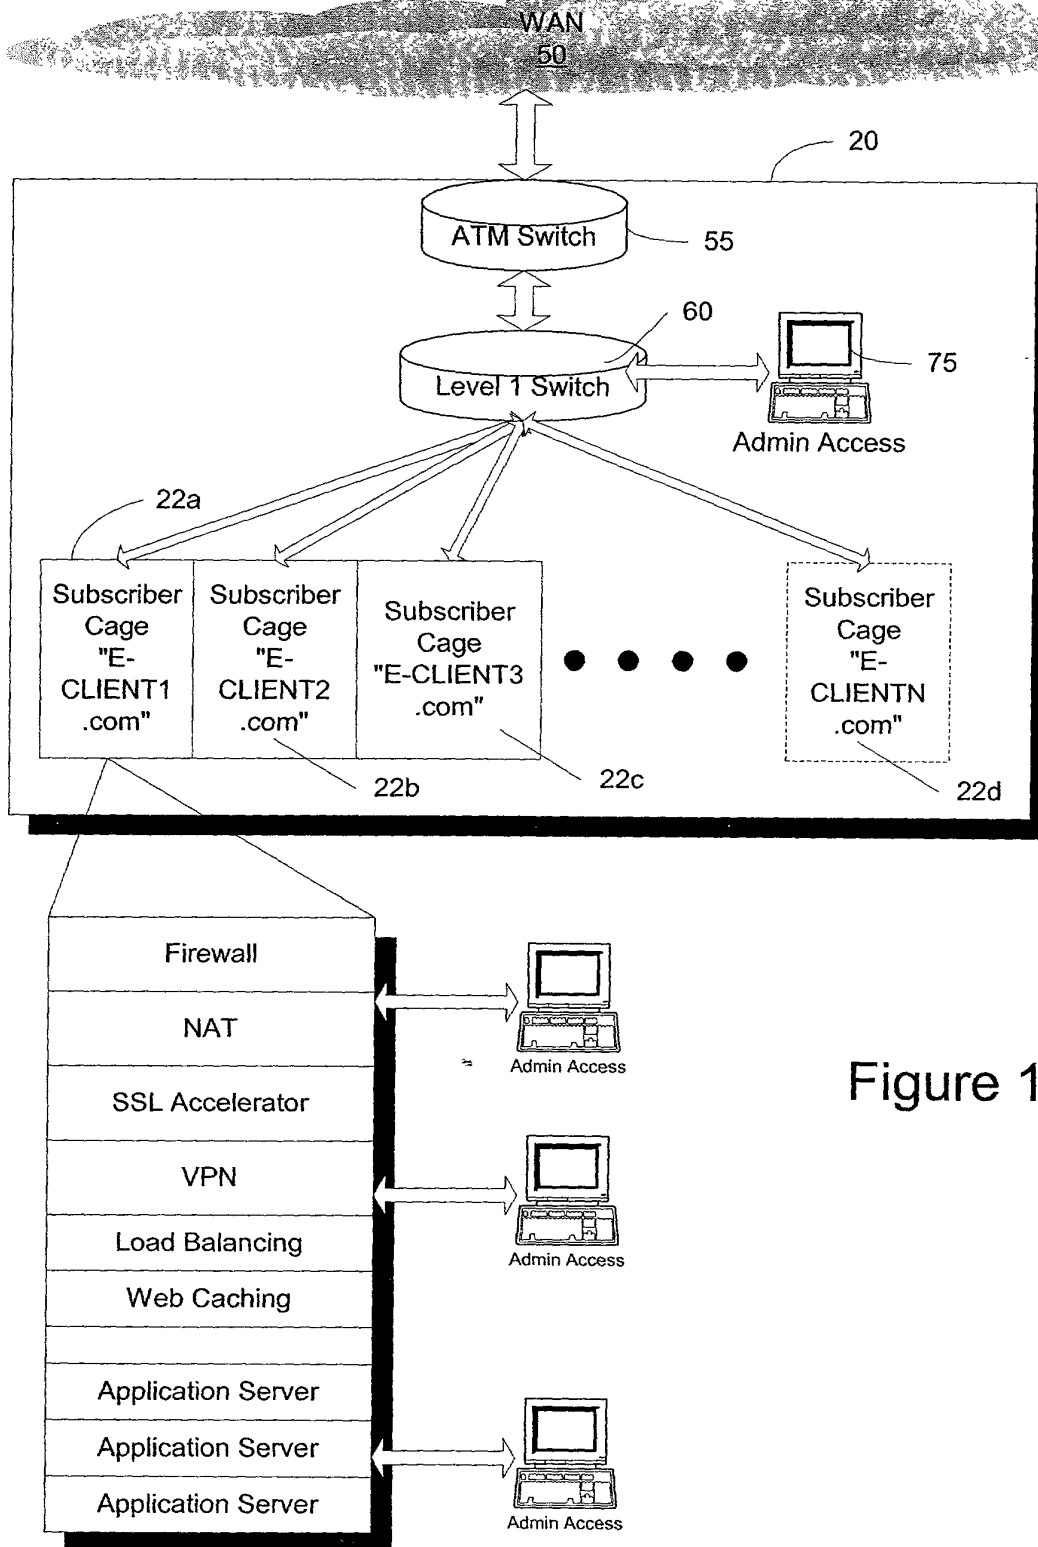 WAN
50
20
ATM Switch
55
60
Level 1 Switch
75
Admin Access
22a
Subscriber
Cage
"E-
CLIENT1
.com"
Subscriber
Cage
"E-
CLIENT2
.com"
Subscriber
Cage
"E-CLIENT3
.com"
Subscriber
Cage
"E-
CLIENTN
.com"
22b
22c
22d
Firewall
NAT
SSL Accelerator
VPN
Load Balancing
Web Caching
Application Server
Application Server
Application Server
Admin Access
Admin Access
Admin Access
Figure 1